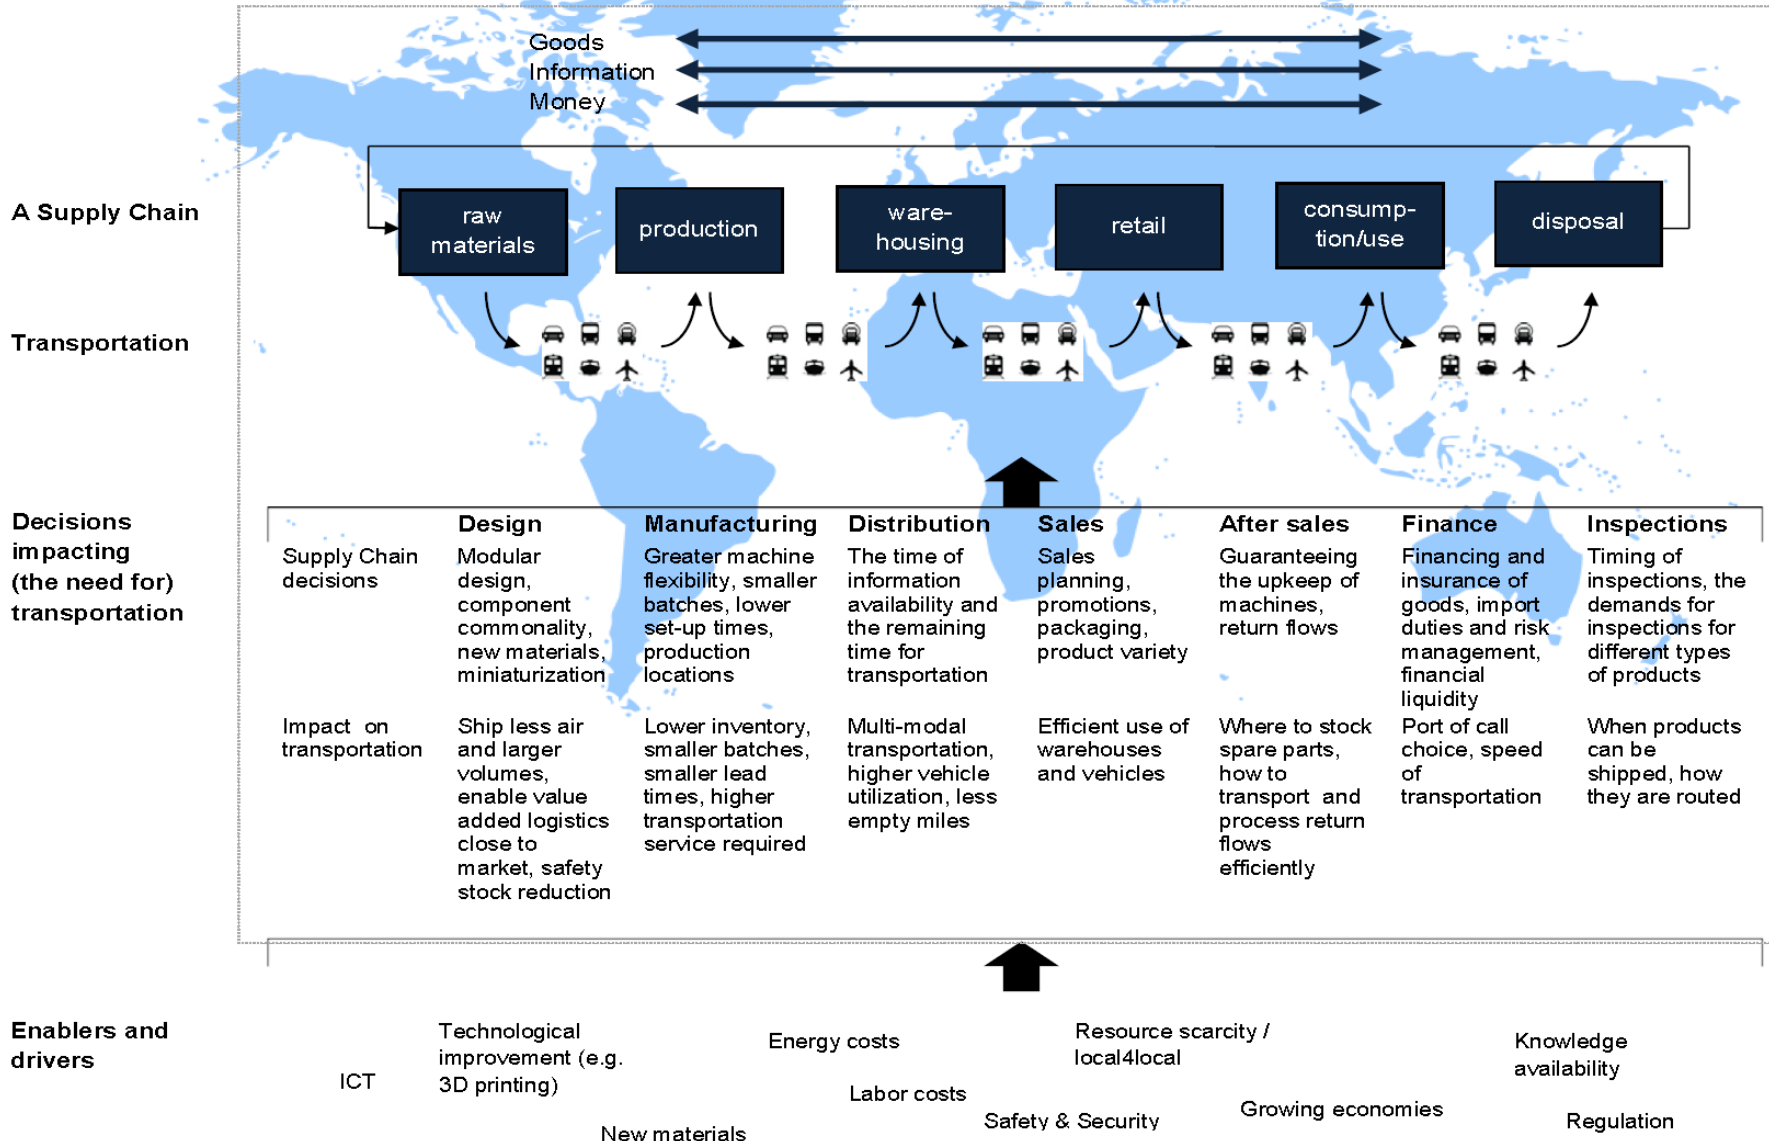 Goods
Information
Money
A Supply Chain
raw
materials
production
ware-
housing
retail
consump-
tion/use
disposal
Transportation
Decisions
impacting
(the need for)
transportation
Supply Chain
decisions
Design
Modular
design,
component
commonality,
new materials,
miniaturization
Manufacturing
Greater machine
flexibility, smaller
batches, lower
set-up times,
production
locations
Distribution
The time of
information
availability and
the remaining
time for
transportation
Sales
Sales
planning,
promotions,
packaging,
product variety
After sales
Guaranteeing
the upkeep of
machines,
return flows
Finance
Financing and
insurance of
goods, import
duties and risk
management,
financial
liquidity
Inspections
Timing of
inspections, the
demands for
inspections for
different types
of products
Impact on
transportation
Ship less air
and larger
volumes,
enable value
added logistics
close to
market, safety
stock reduction
Lower inventory,
smaller batches,
smaller lead
times, higher
transportation
service required
Multi-modal
transportation,
higher vehicle
utilization, less
empty miles
Efficient use of
warehouses
and vehicles
Where to stock
spare parts,
how to
transport and
process return
flows
efficiently
Port of call
choice, speed
of
transportation
When products
can be
shipped, how
they are routed
Enablers and
drivers
ICT
Technological
improvement (e.g.
3D printing)
New materials
Energy costs
Labor costs
Safety & Security
Resource scarcity /
local4local
Growing economies
Knowledge
availability
Regulation